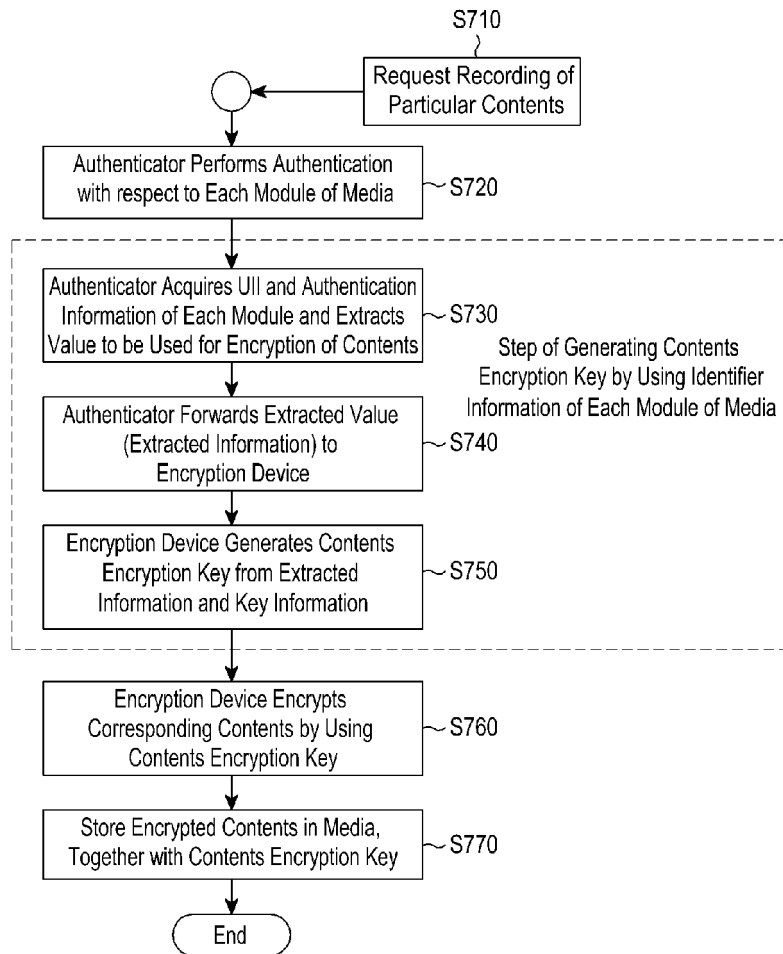 S710
Request Recording of
Particular Contents
Authenticator Performs Authentication
with respect to Each Module of Media
S720
Authenticator Acquires UII and Authentication
Information of Each Module and Extracts
Value to be Used for Encryption of Contents
S730
Step of Generating Contents
Encryption Key by Using Identifier
Information of Each Module of Media
Authenticator Forwards Extracted Value
(Extracted Information) to
Encryption Device
S740
Encryption Device Generates Contents
Encryption Key from Extracted
Information and Key Information
S750
Encryption Device Encrypts
Corresponding Contents by Using
Contents Encryption Key
S760
Store Encrypted Contents in Media,
Together with Contents Encryption Key
S770
End